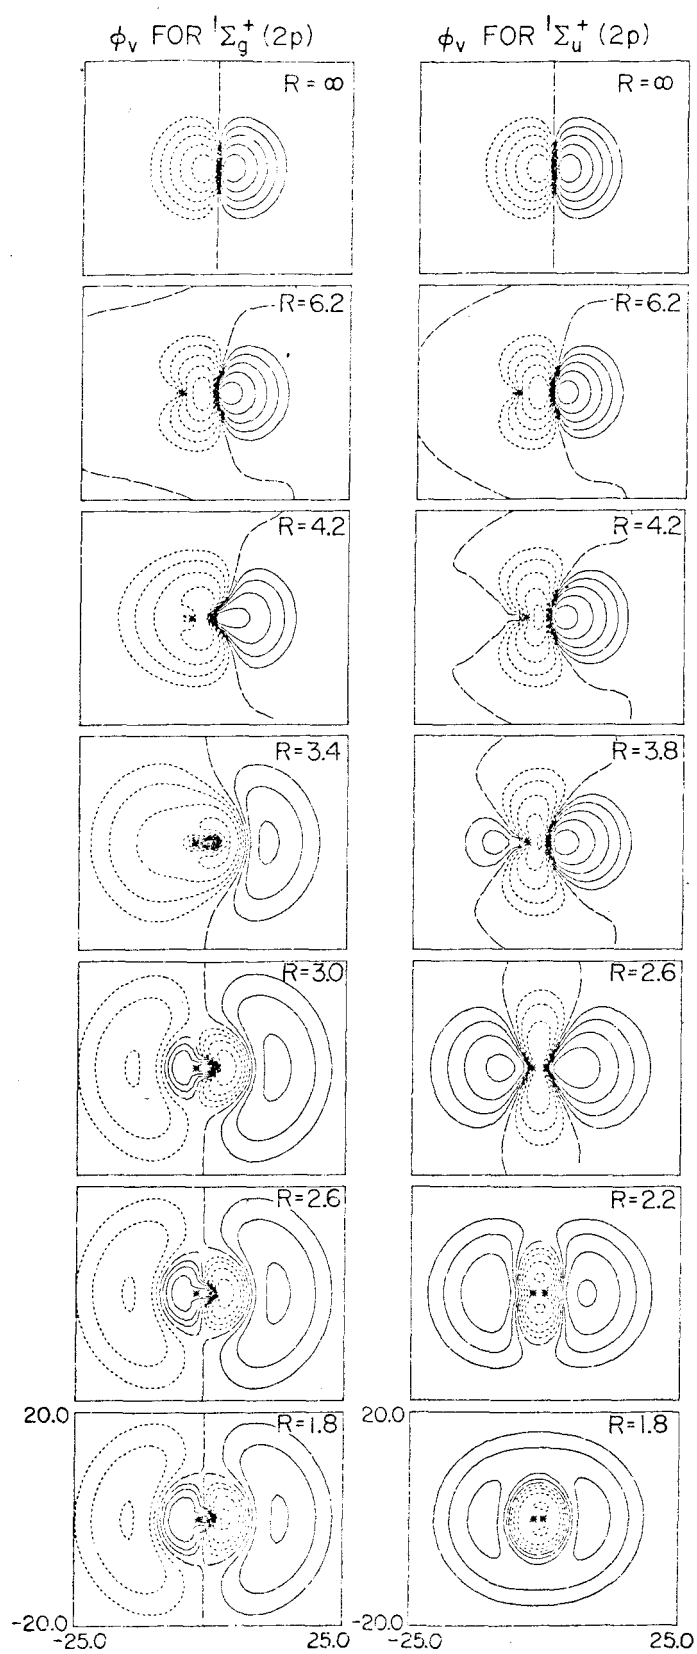 ϕᵥ FOR ¹Σg⁺ (2p)
ϕᵥ FOR ¹Σu⁺ (2p)
R = ∞
R = ∞
R=6.2
R=6.2
R=4.2
R=4.2
R=3.4
R=3.8
R=3.0
R=2.6
R=2.6
R=2.2
20.0
R=1.8
20.0
R=1.8
-20.0
-20.0
-25.0
25.0
-25.0
25.0